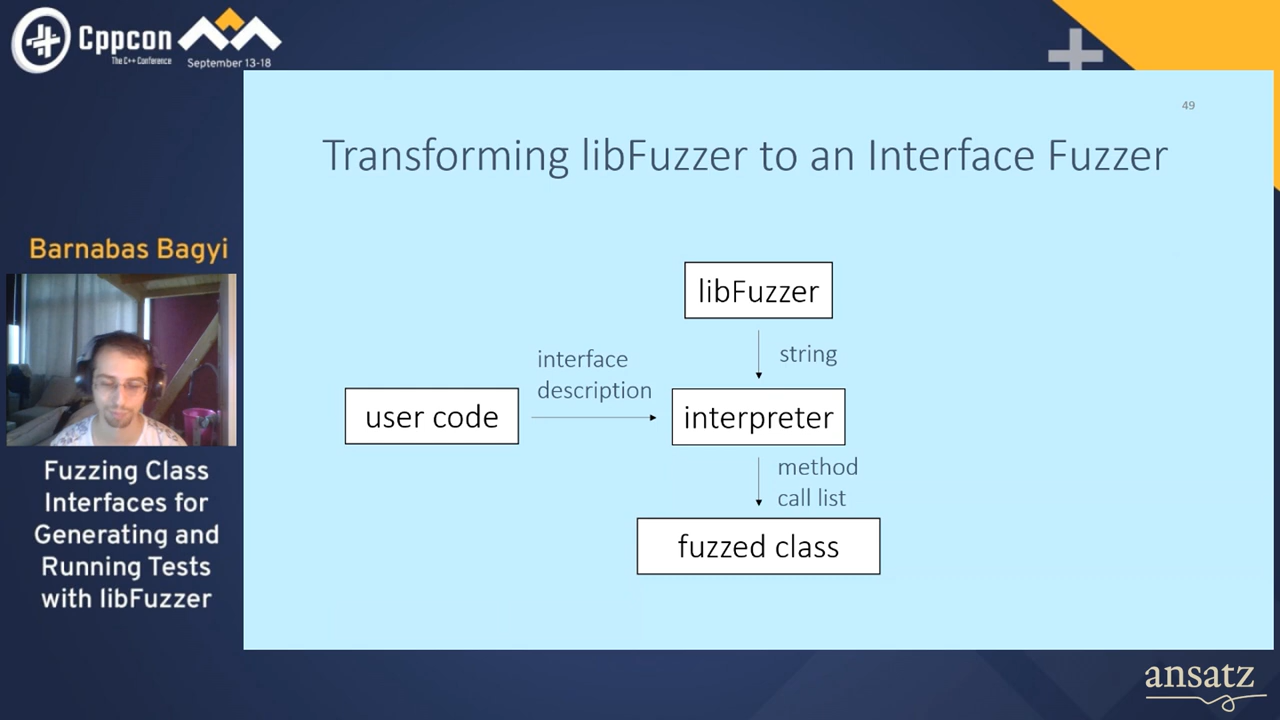 Cppcon
The C++ Conference
September 13-18
49
Transforming libFuzzer to an Interface Fuzzer
Barnabas Bagyi
Fuzzing Class
Interfaces for
Generating and
Running Tests
with libFuzzer
libFuzzer
string
interface
description
user code
interpreter
method
call list
fuzzed class
ansatz